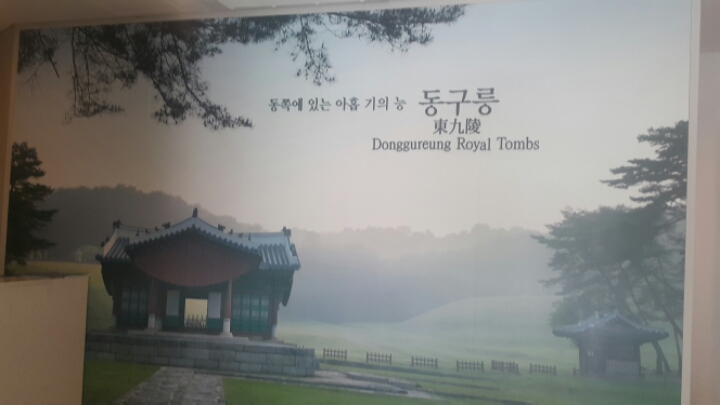 동쪽에 있는 아홉 기의 능 동구릉
東九陵
Donggureung Royal Tombs